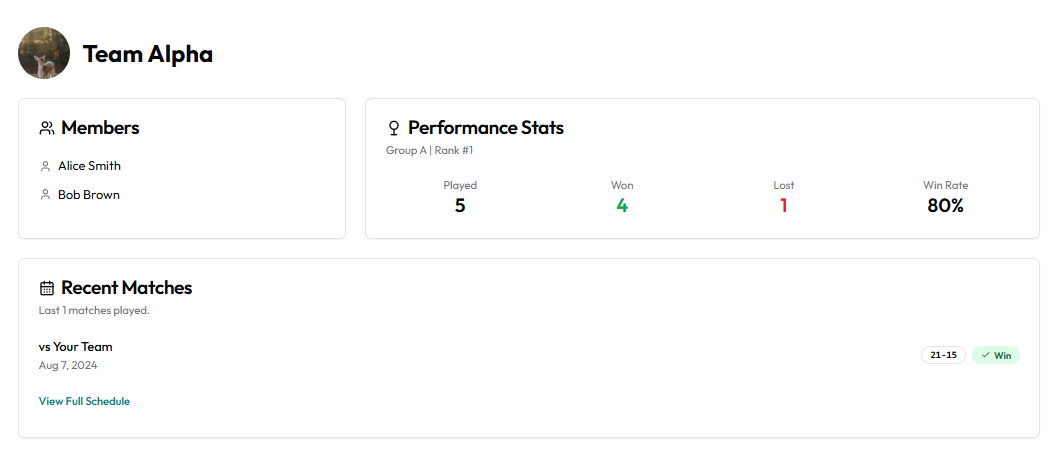 Team Alpha
Members
Alice Smith
Bob Brown
Performance Stats
Group A | Rank #1
Played Won Lost Win Rate
5 4 1 80%
Recent Matches
Last 1 matches played.
vs Your Team
Aug 7, 2024
21-15 Win
View Full Schedule